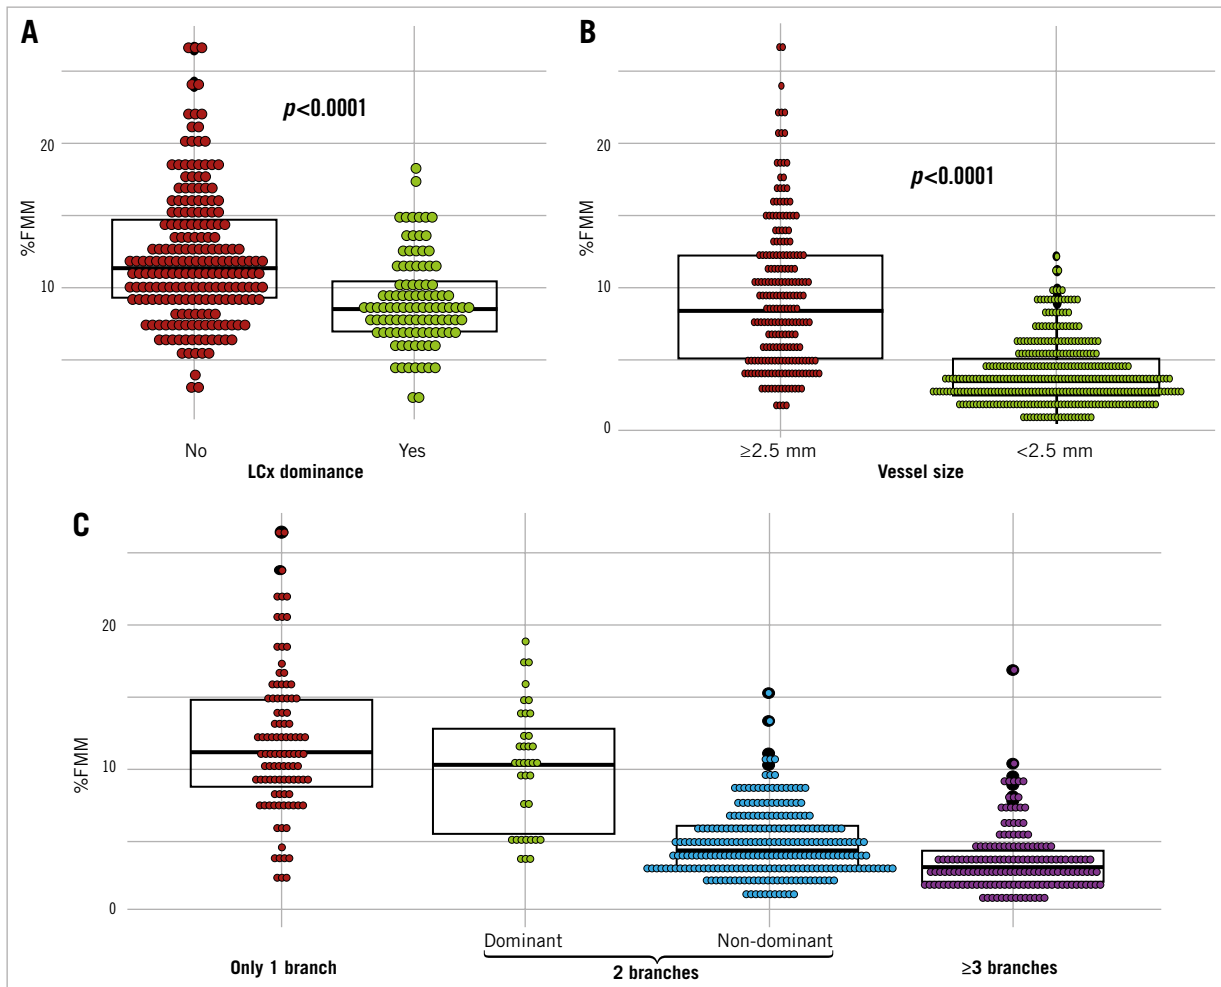 A
B
p<0.0001
20
10
%FMM
No
Yes
LCx dominance
p<0.0001
20
10
0
%FMM
≥2.5 mm
<2.5 mm
Vessel size
C
20
10
0
%FMM
Dominant
Non-dominant
Only 1 branch
2 branches
≥3 branches